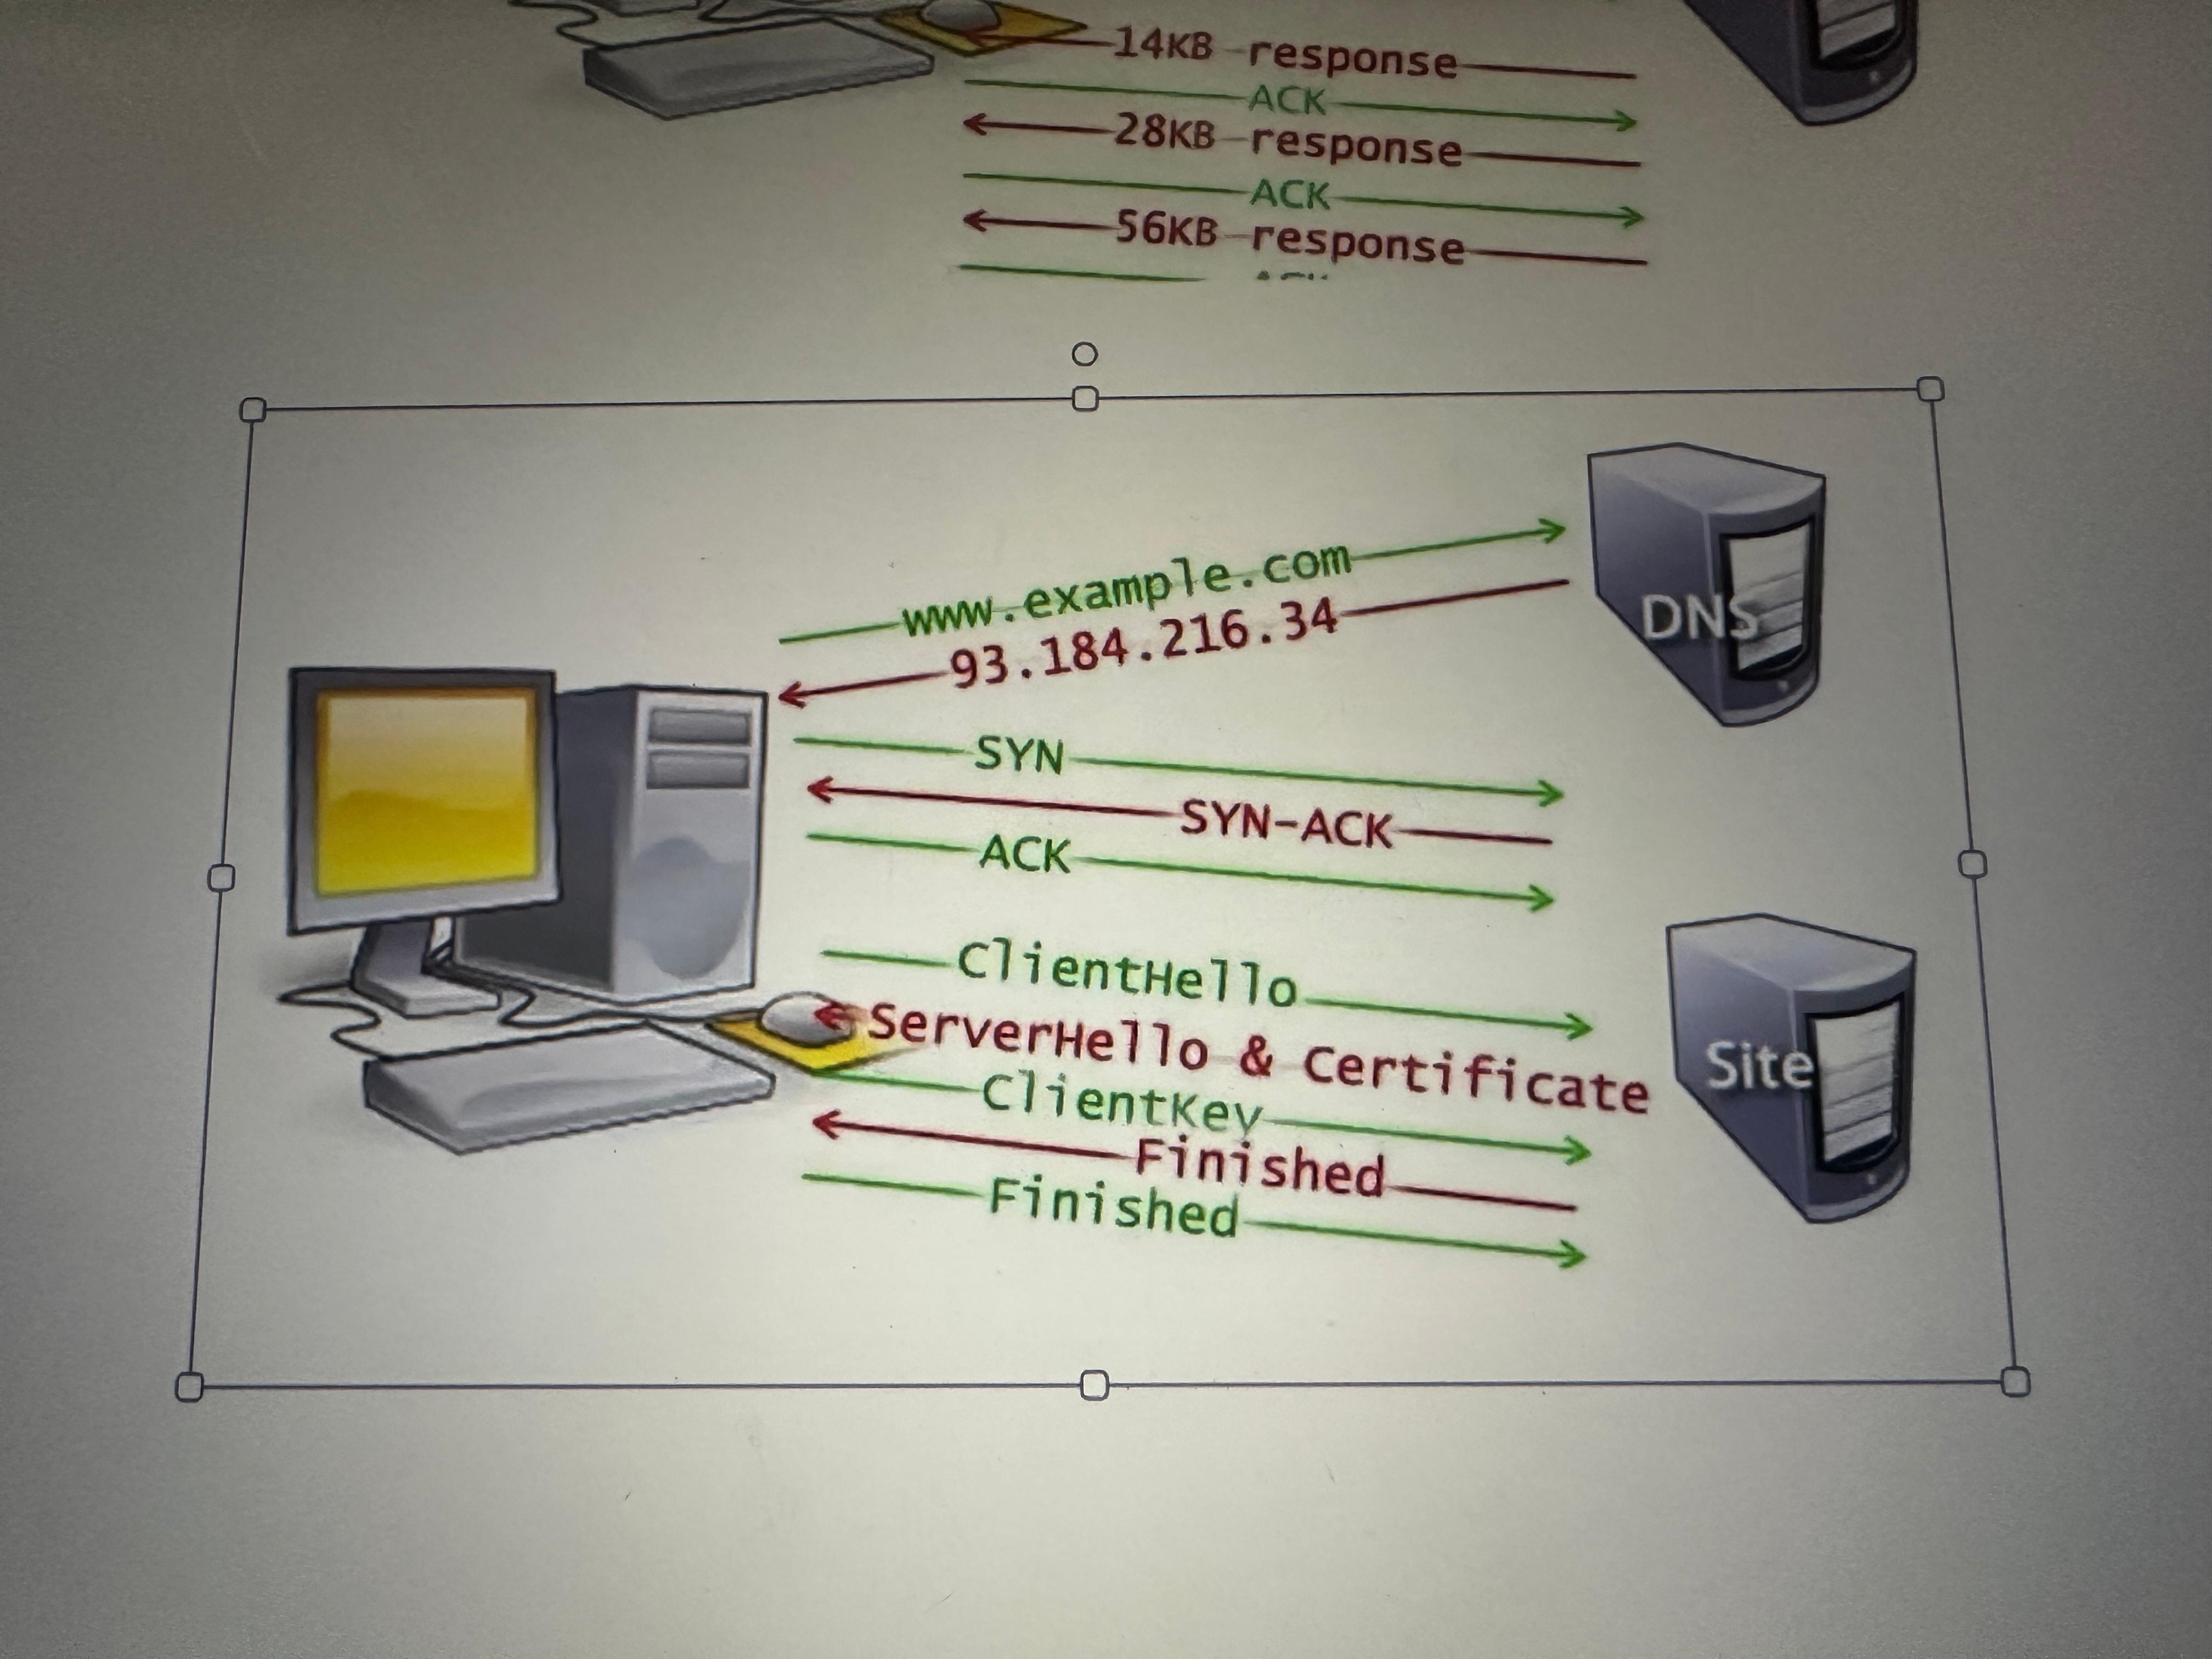 14KB response
ACK
28KB response
ACK
56KB response
www.example.com
93.184.216.34
DNS
SYN
SYN-ACK
ACK
ClientHello
ServerHello & Certificate
Site
ClientKey
Finished
Finished